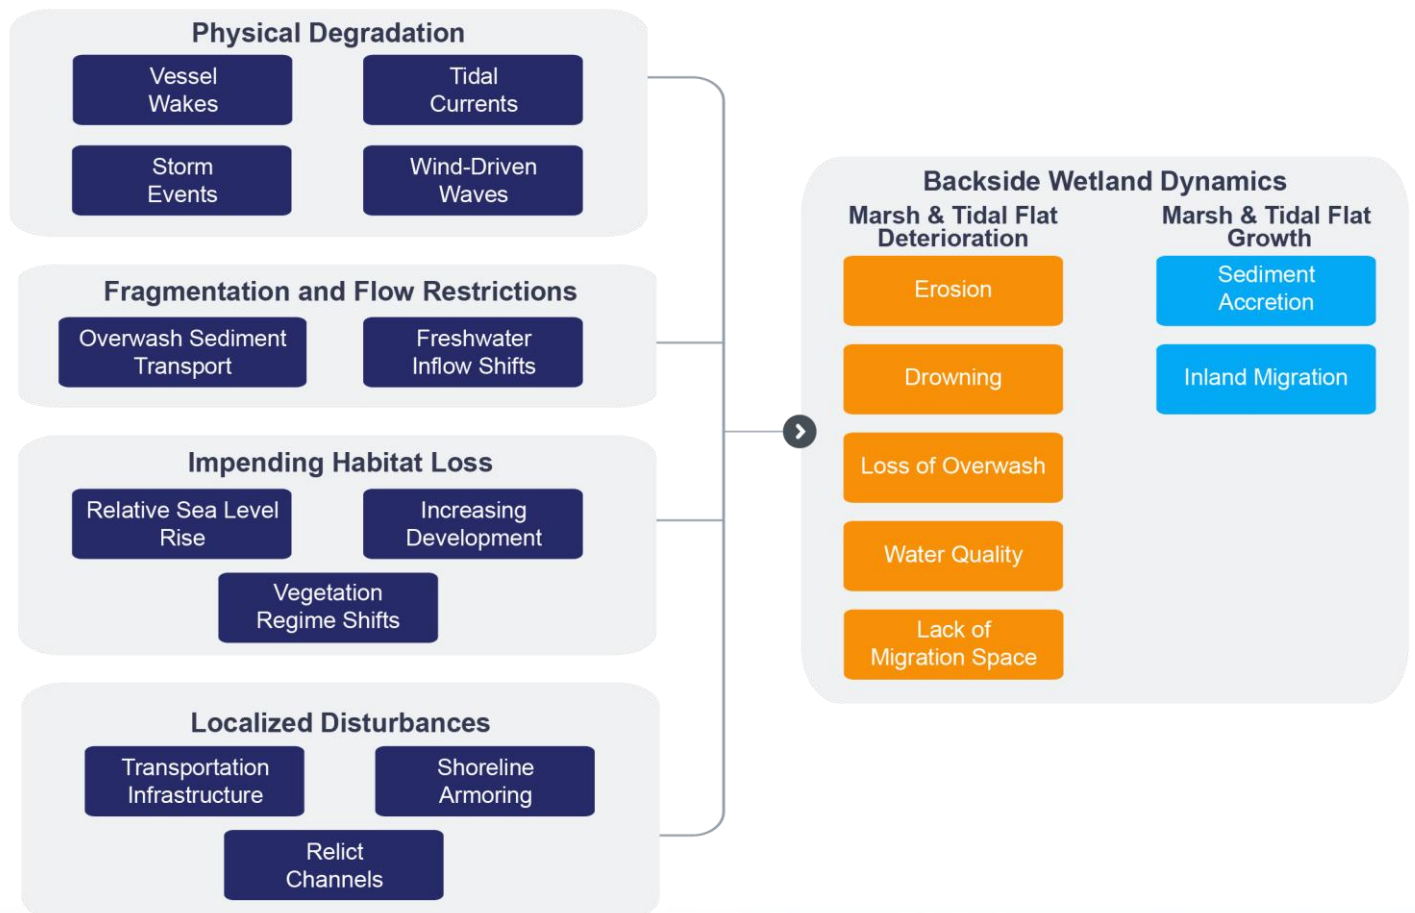 Physical Degradation
Vessel
Wakes
Tidal
Currents
Storm
Events
Wind-Driven
Waves
Fragmentation and Flow Restrictions
Overwash Sediment
Transport
Freshwater
Inflow Shifts
Impending Habitat Loss
Relative Sea Level
Rise
Increasing
Development
Vegetation
Regime Shifts
Localized Disturbances
Transportation
Infrastructure
Shoreline
Armoring
Relict
Channels
Backside Wetland Dynamics
Marsh & Tidal Flat
Deterioration
Erosion
Drowning
Loss of Overwash
Water Quality
Lack of
Migration Space
Marsh & Tidal Flat
Growth
Sediment
Accretion
Inland Migration